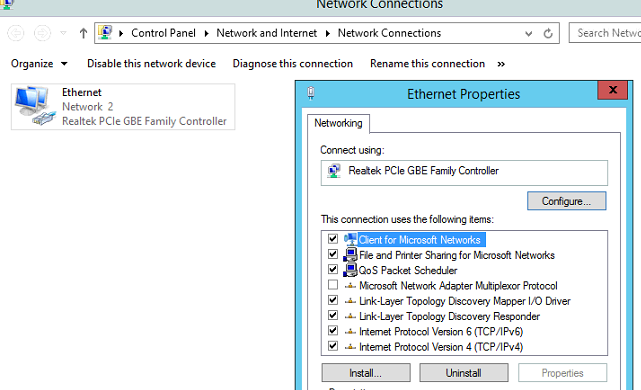 Network Connections
Control Panel Network and Internet Network Connections Search Netwo
Organize Disable this network device Diagnose this connection Rename this connection »
Ethernet
Network 2
Realtek PCIe GBE Family Controller
Ethernet Properties
Networking
Connect using:
Realtek PCIe GBE Family Controller
Configure...
This connection uses the following items:
Client for Microsoft Networks
File and Printer Sharing for Microsoft Networks
QoS Packet Scheduler
Microsoft Network Adapter Multiplexor Protocol
Link-Layer Topology Discovery Mapper I/O Driver
Link-Layer Topology Discovery Responder
Internet Protocol Version 6 (TCP/IPv6)
Internet Protocol Version 4 (TCP/IPv4)
Install... Uninstall Properties